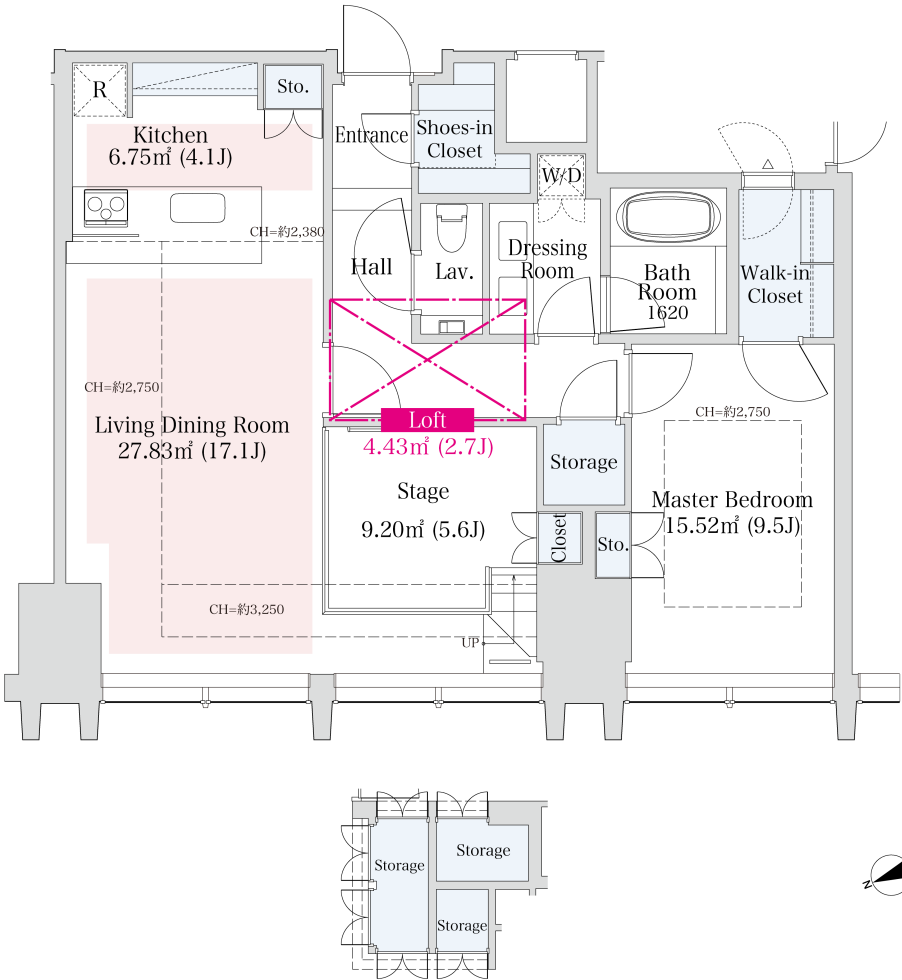 R
Sto.
Kitchen
6.75㎡ (4.1J)
Entrance
Shoes-in
Closet
W/D
CH=約2,380
Hall
Lav.
Dressing
Room
Bath
Room
1620
Walk-in
Closet
CH=約2,750
Living Dining Room
27.83㎡ (17.1J)
Loft
4.43㎡ (2.7J)
Stage
9.20㎡ (5.6J)
Storage
Closet
Sto.
CH=約2,750
Master Bedroom
15.52㎡ (9.5J)
CH=約3,250
UP
Storage
Storage
Storage
N